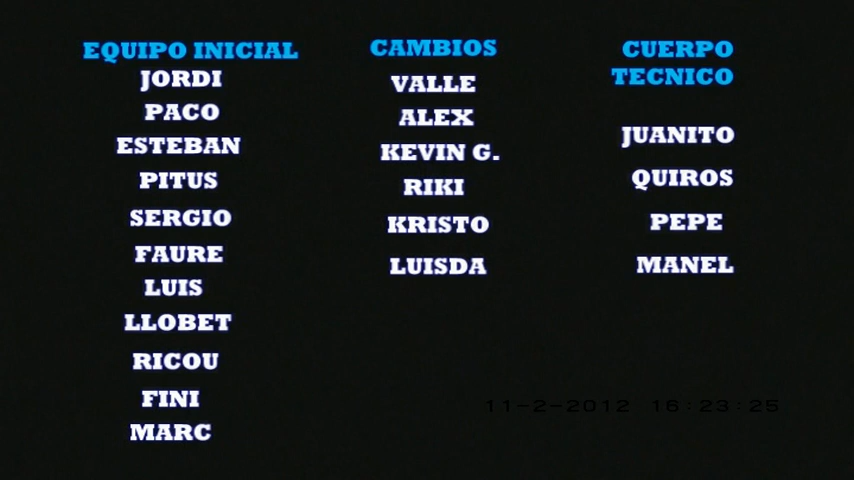 EQUIPO INICIAL
JORDI
PACO
ESTEBAN
PITUS
SERGIO
FAURE
LUIS
LLOBET
RICOU
FINI
MARC
CAMBIOS
VALLE
ALEX
KEVIN G.
RIKI
KRISTO
LUISDA
CUERPO
TECNICO
JUANITO
QUIROS
PEPE
MANEL
11-2-2012 16:23:25